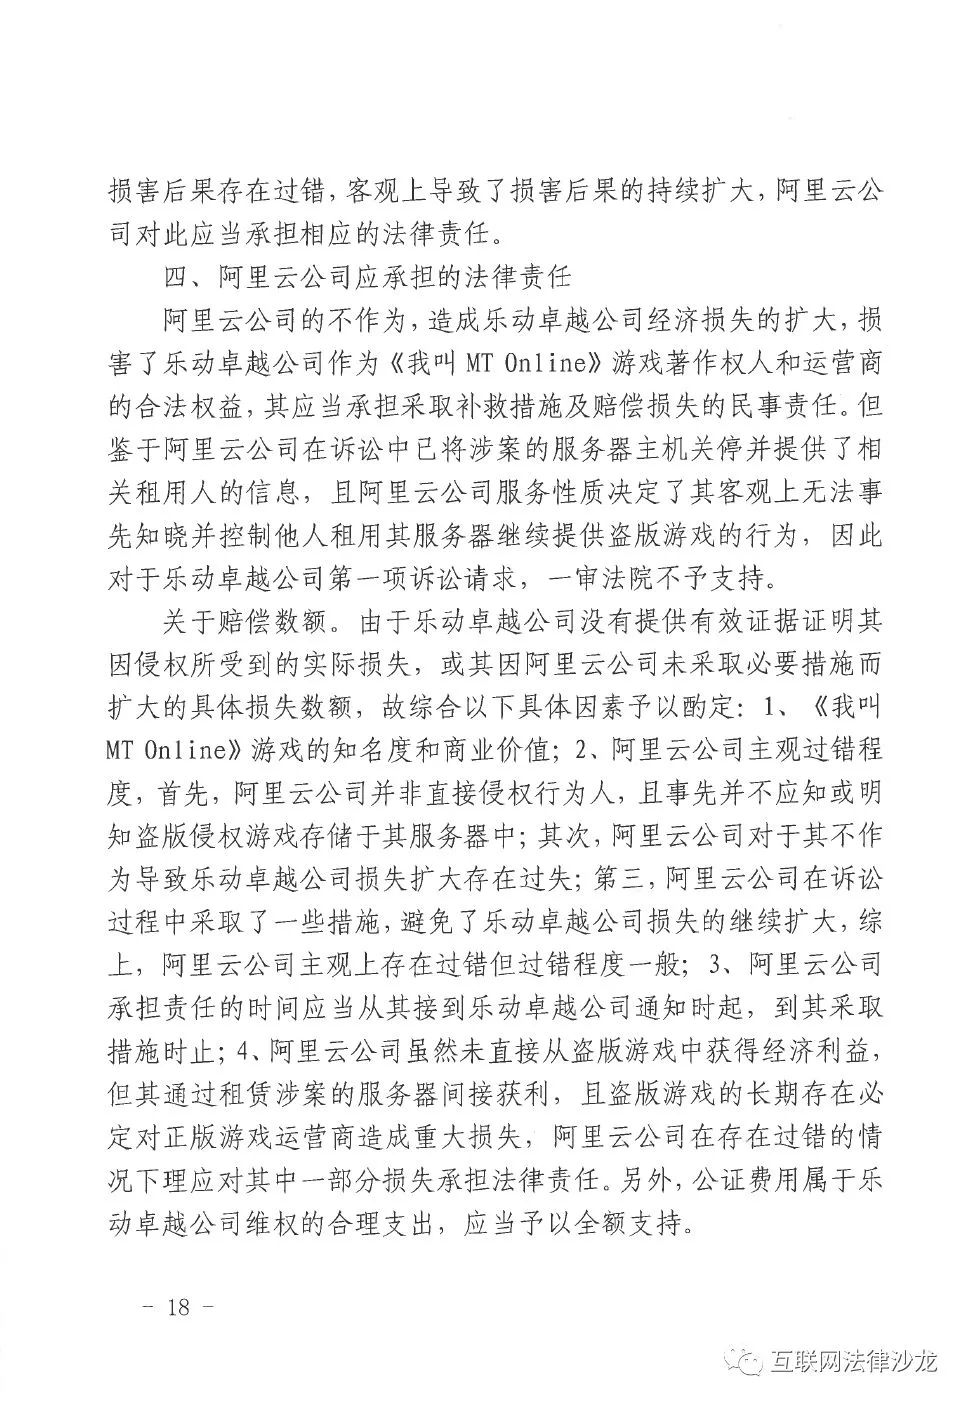 损害后果存在过错，客观上导致了损害后果的持续扩大，阿里云公
司对此应当承担相应的法律责任。
四、阿里云公司应承担的法律责任
阿里云公司的不作为，造成乐动卓越公司经济损失的扩大，损
害了乐动卓越公司作为《我叫 MT Online》游戏著作权人和运营商
的合法权益，其应当承担采取补救措施及赔偿损失的民事责任。但
鉴于阿里云公司在诉讼中已将涉案的服务器主机关停并提供了相
关租用人的信息，且阿里云公司服务性质决定了其客观上无法事
先知晓并控制他人租用其服务器继续提供盗版游戏的行为，因此
对于乐动卓越公司第一项诉讼请求，一审法院不予支持。
关于赔偿数额。由于乐动卓越公司没有提供有效证据证明其
因侵权所受到的实际损失，或其因阿里云公司未采取必要措施而
扩大的具体损失数额，故综合以下具体因素予以酌定：1、《我叫
MT Online》游戏的知名度和商业价值；2、阿里云公司主观过错程
度，首先，阿里云公司并非直接侵权行为人，且事先并不应知或明
知盗版侵权游戏存储于其服务器中；其次，阿里云公司对于其不作
为导致乐动卓越公司损失扩大存在过失；第三，阿里云公司在诉讼
过程中采取了一些措施，避免了乐动卓越公司损失的继续扩大，综
上，阿里云公司主观上存在过错但过错程度一般；3、阿里云公司
承担责任的时间应当从其接到乐动卓越公司通知时起，到其采取
措施时止；4、阿里云公司虽然未直接从盗版游戏中获得经济利益，
但其通过租赁涉案的服务器间接获利，且盗版游戏的长期存在必
定对正版游戏运营商造成重大损失，阿里云公司在存在过错的情
况下理应对其中一部分损失承担法律责任。另外，公证费用属于乐
动卓越公司维权的合理支出，应当予以全额支持。
- 18 -
互联网法律沙龙